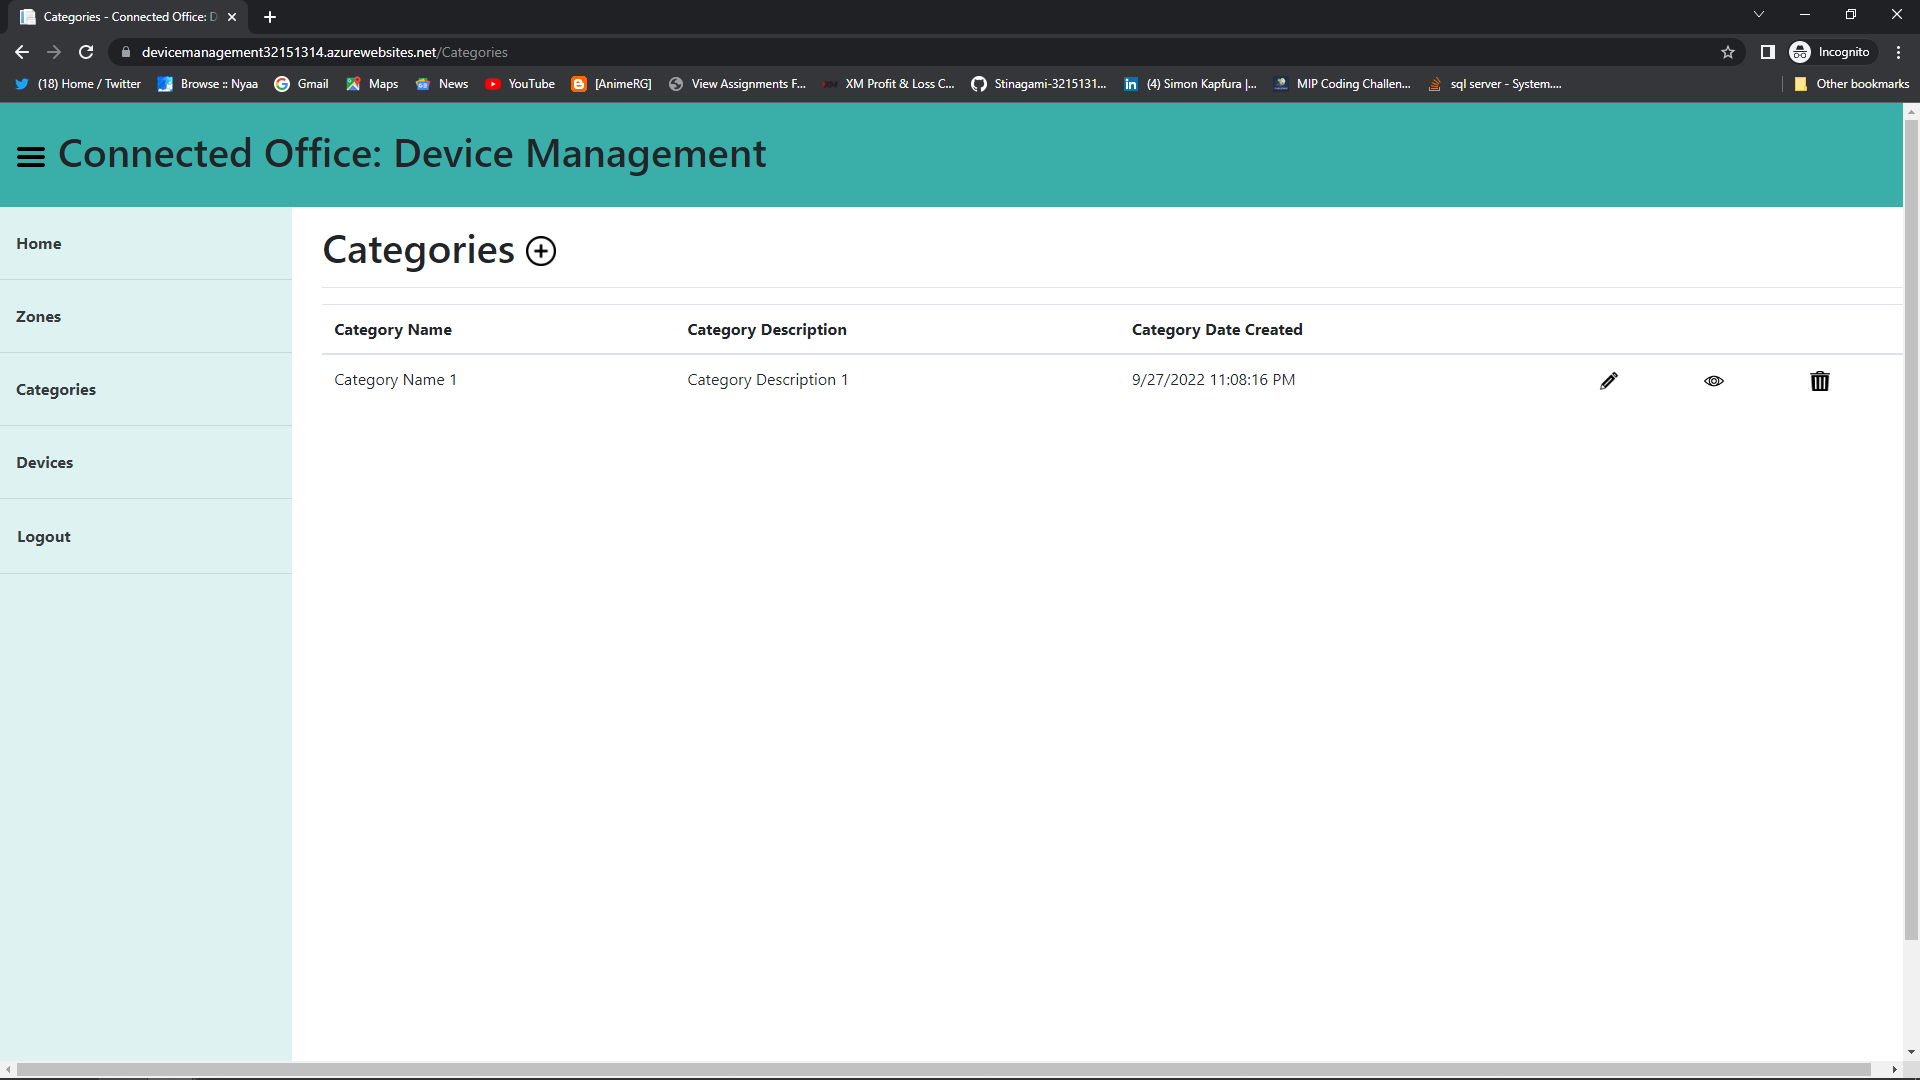 Categories - Connected Office: D
devicemanagement32151314.azurewebsites.net/Categories
Incognito
(18) Home / Twitter
Browse :: Nyaa
Gmail
Maps
News
YouTube
[AnimeRG]
View Assignments F...
XM Profit & Loss C...
Stinagami-3215131...
(4) Simon Kapfura |...
MIP Coding Challen...
sql server - System....
Other bookmarks
Connected Office: Device Management
Home
Zones
Categories
Devices
Logout
Categories
Category Name Category Description Category Date Created
Category Name 1 Category Description 1 9/27/2022 11:08:16 PM